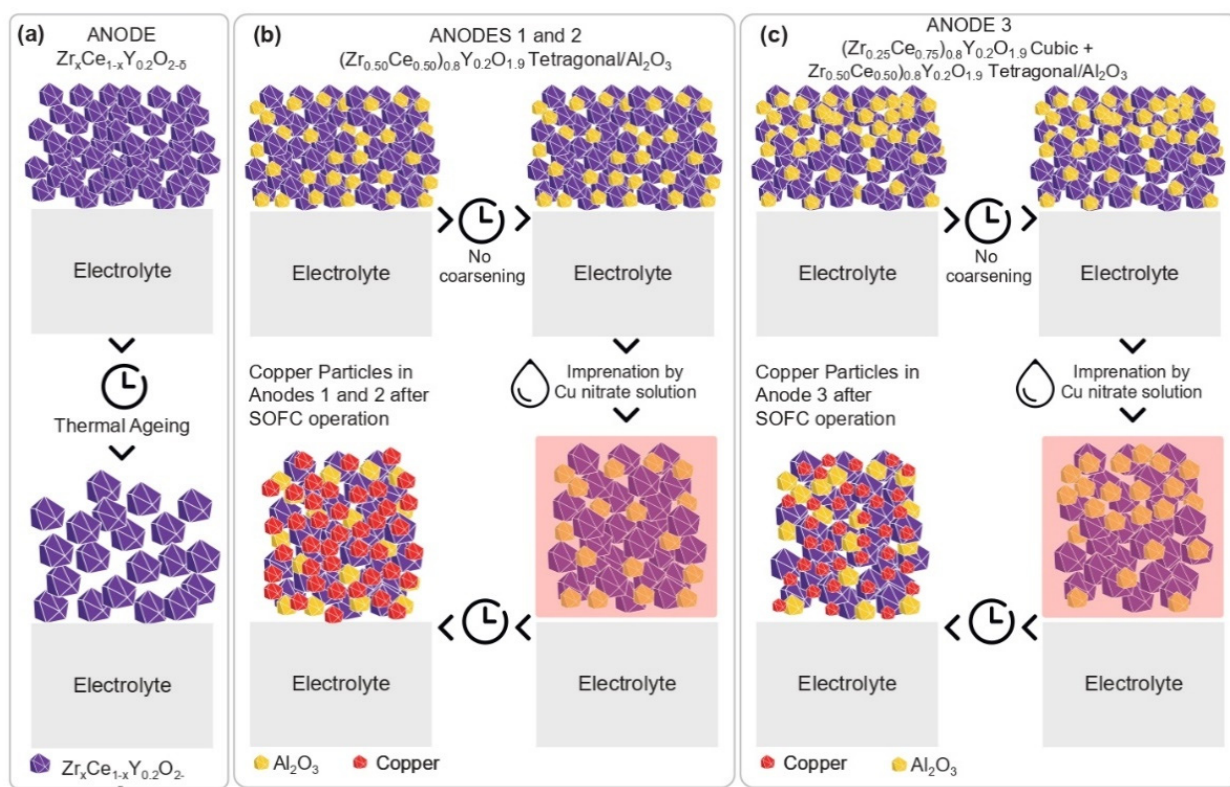 (a)
ANODE
ZrₓCe₁₋ₓY₀.₂O₂₋δ
Electrolyte
Thermal Ageing
Electrolyte
ZrₓCe₁₋ₓY₀.₂O₂₋
(b)
ANODES 1 and 2
(Zr₀.₅₀Ce₀.₅₀)₀.₈Y₀.₂O₁.₉ Tetragonal/Al₂O₃
Electrolyte
No
coarsening
Electrolyte
Copper Particles in
Anodes 1 and 2 after
SOFC operation
Imprenation by
Cu nitrate solution
Electrolyte
Electrolyte
Al₂O₃
Copper
(c)
ANODE 3
(Zr₀.₂₅Ce₀.₇₅)₀.₈Y₀.₂O₁.₉ Cubic +
Zr₀.₅₀Ce₀.₅₀)₀.₈Y₀.₂O₁.₉ Tetragonal/Al₂O₃
Electrolyte
No
coarsening
Electrolyte
Copper Particles in
Anode 3 after
SOFC operation
Imprenation by
Cu nitrate solution
Electrolyte
Electrolyte
Copper
Al₂O₃